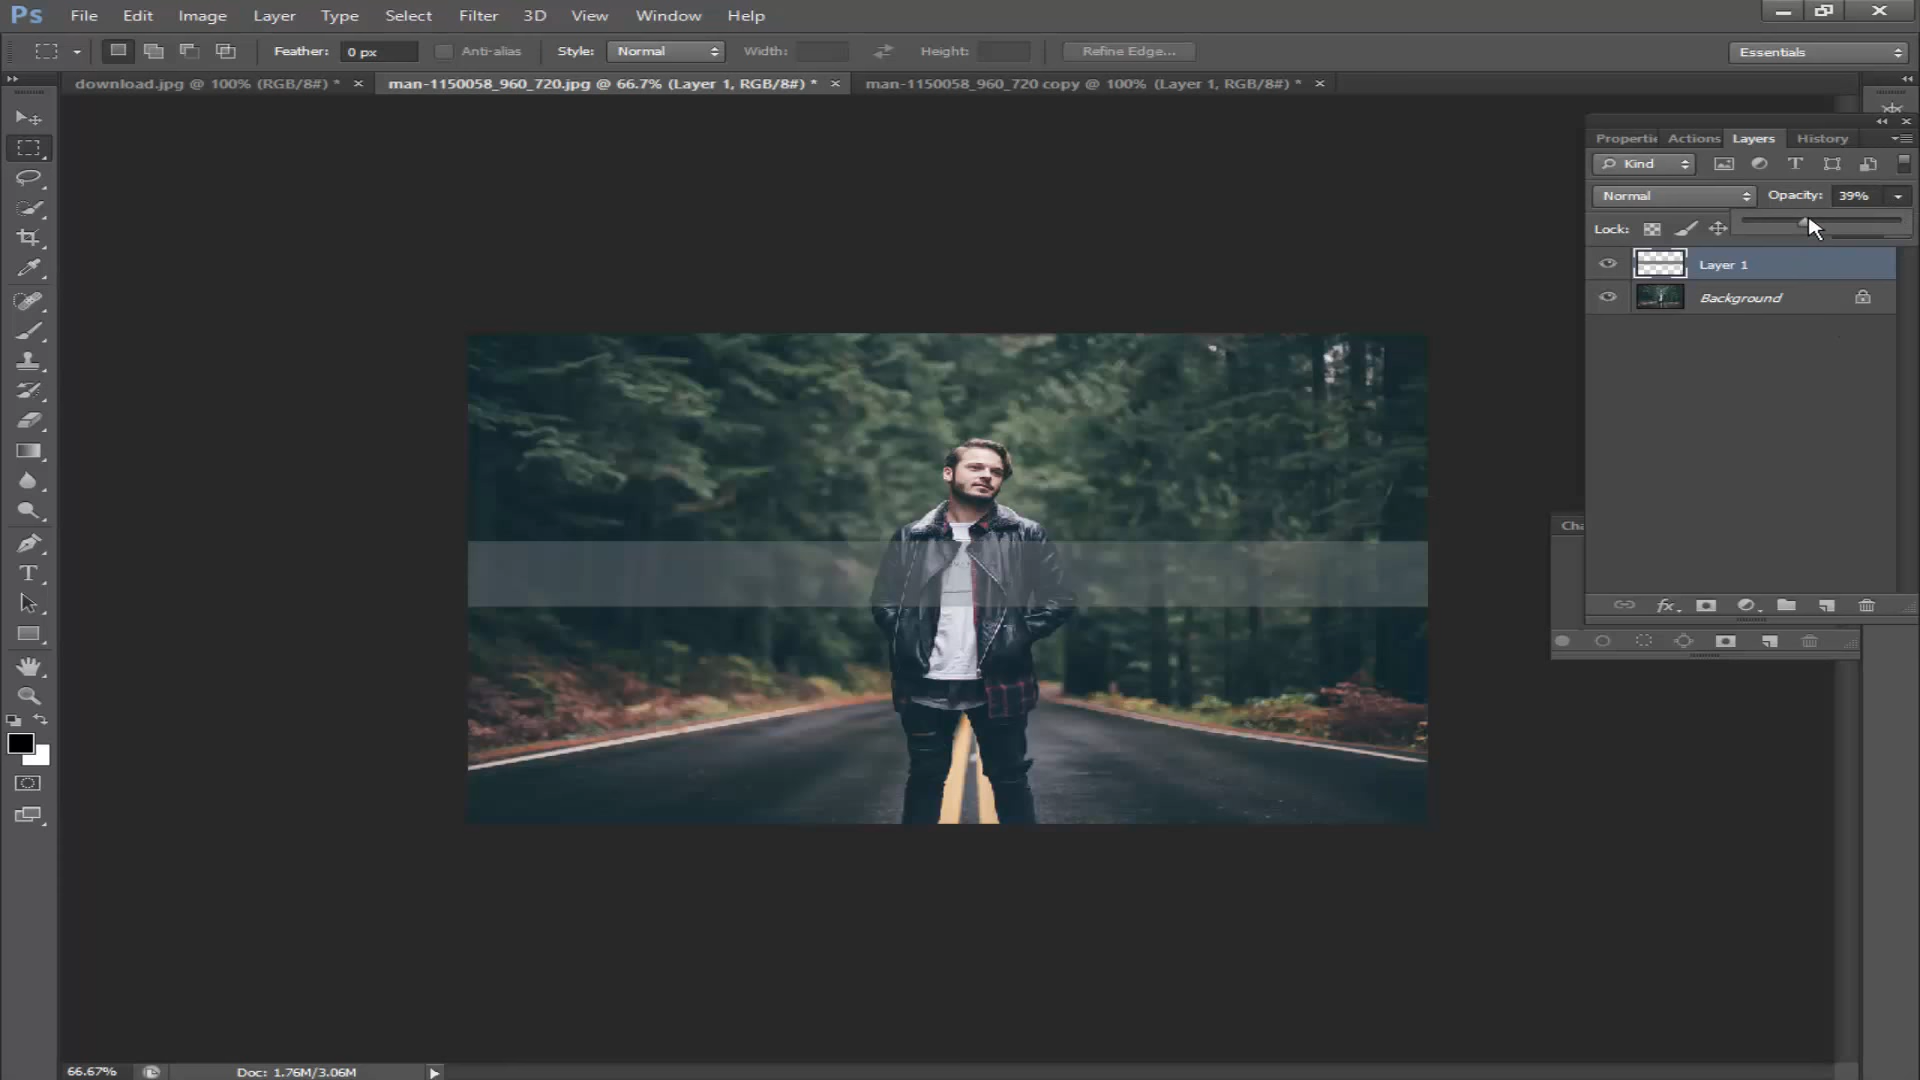 Ps File Edit Image Layer Type Select Filter 3D View Window Help
Feather: 0 px Anti-alias Style: Normal Width: Height: Refine Edge... Essentials
download.jpg @ 100% (RGB/8#) * man-1150058_960_720.jpg @ 66.7% (Layer 1, RGB/8#) * man-1150058_960_720 copy @ 100% (Layer 1, RGB/8#) *
Properti Actions Layers History
Kind
Normal Opacity: 39%
Lock:
Layer 1
Background
Cha
fx
66.67% Doc: 1.76M/3.06M